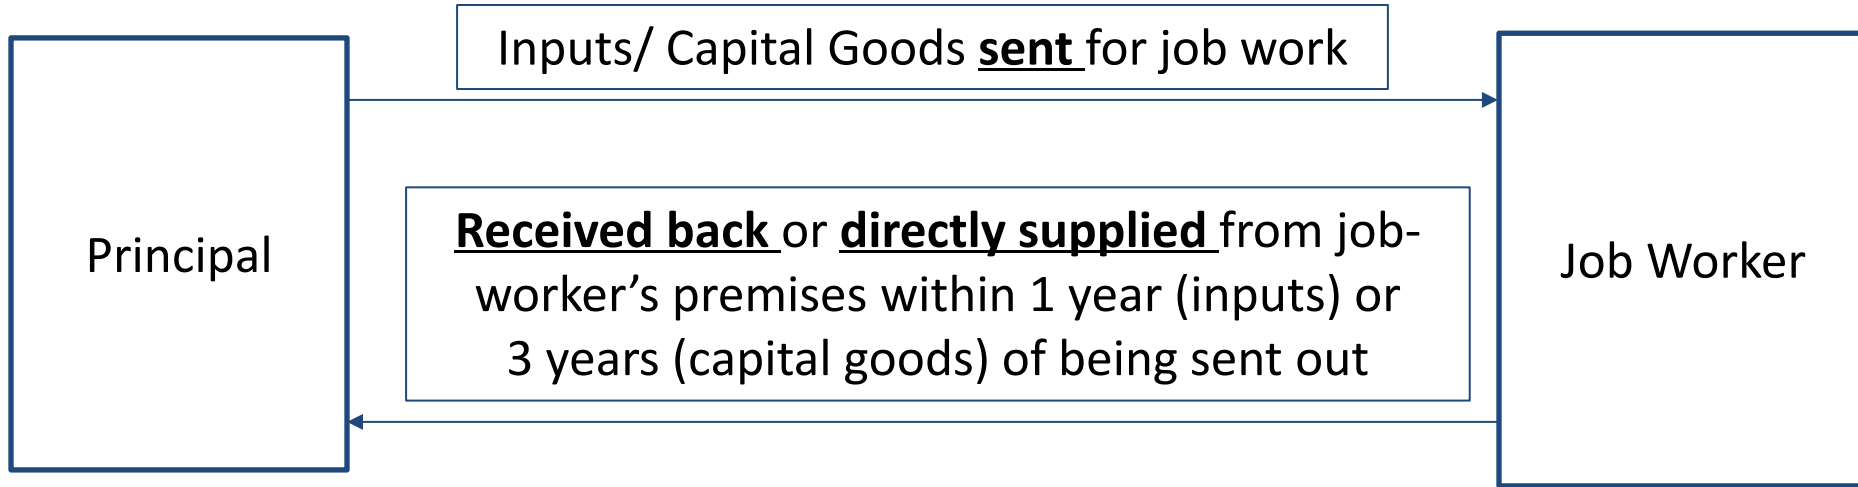 Inputs/ Capital Goods sent for job work
Principal
Received back or directly supplied from job-
worker’s premises within 1 year (inputs) or
3 years (capital goods) of being sent out
Job Worker